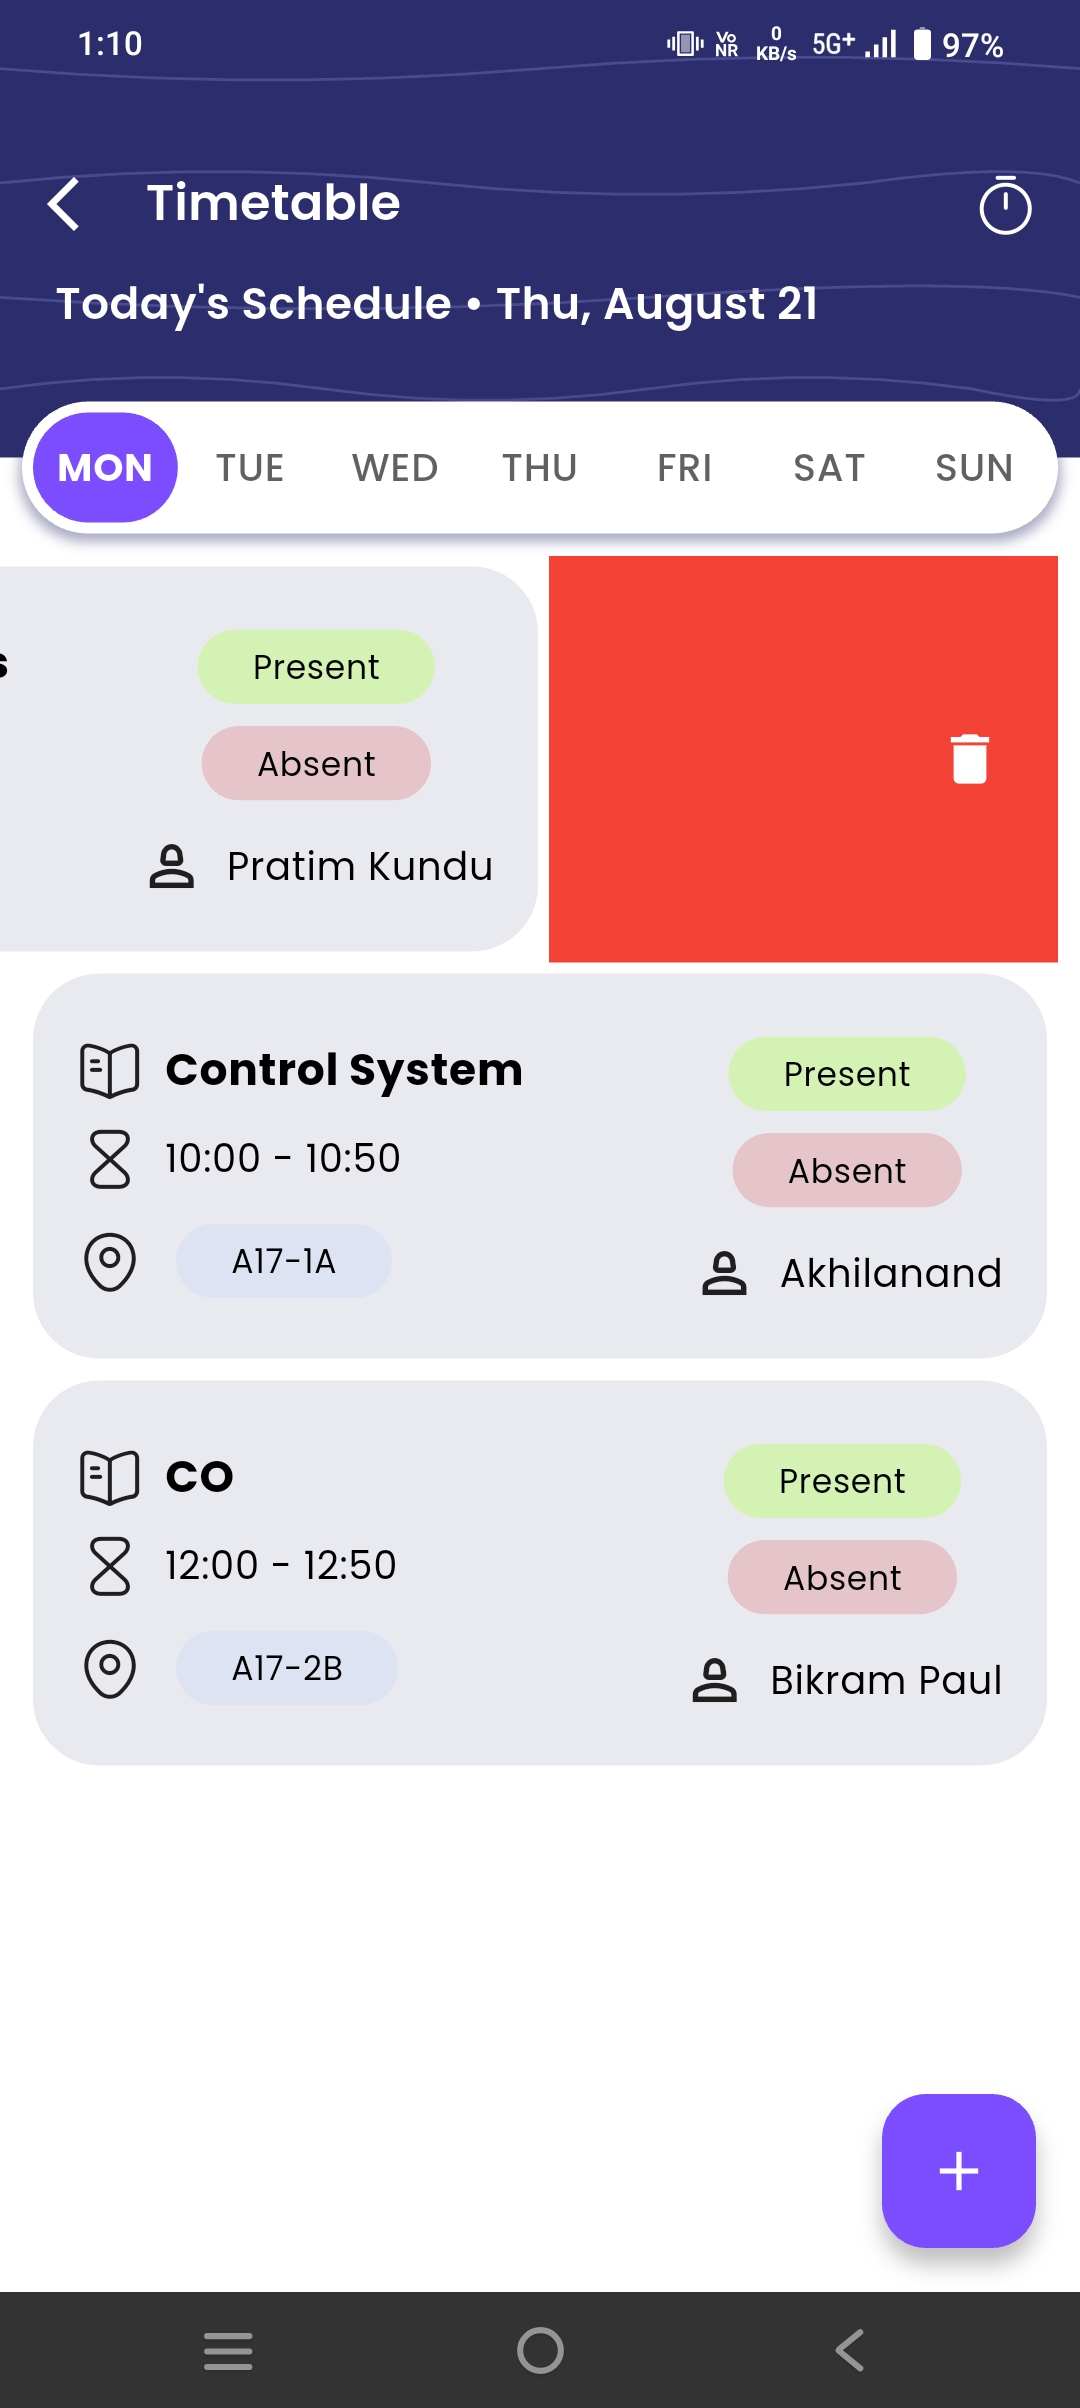 1:10 Vo NR 0 KB/s 5G+ 97%
Timetable
Today's Schedule • Thu, August 21
MON TUE WED THU FRI SAT SUN
s
Present
Absent
Pratim Kundu
Control System
10:00 - 10:50
A17-1A
Present
Absent
Akhilanand
CO
12:00 - 12:50
A17-2B
Present
Absent
Bikram Paul